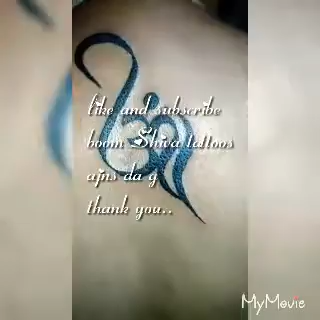 like and subscribe
boom Shiva tattoos
ajns da g
thank you..
MyMovie